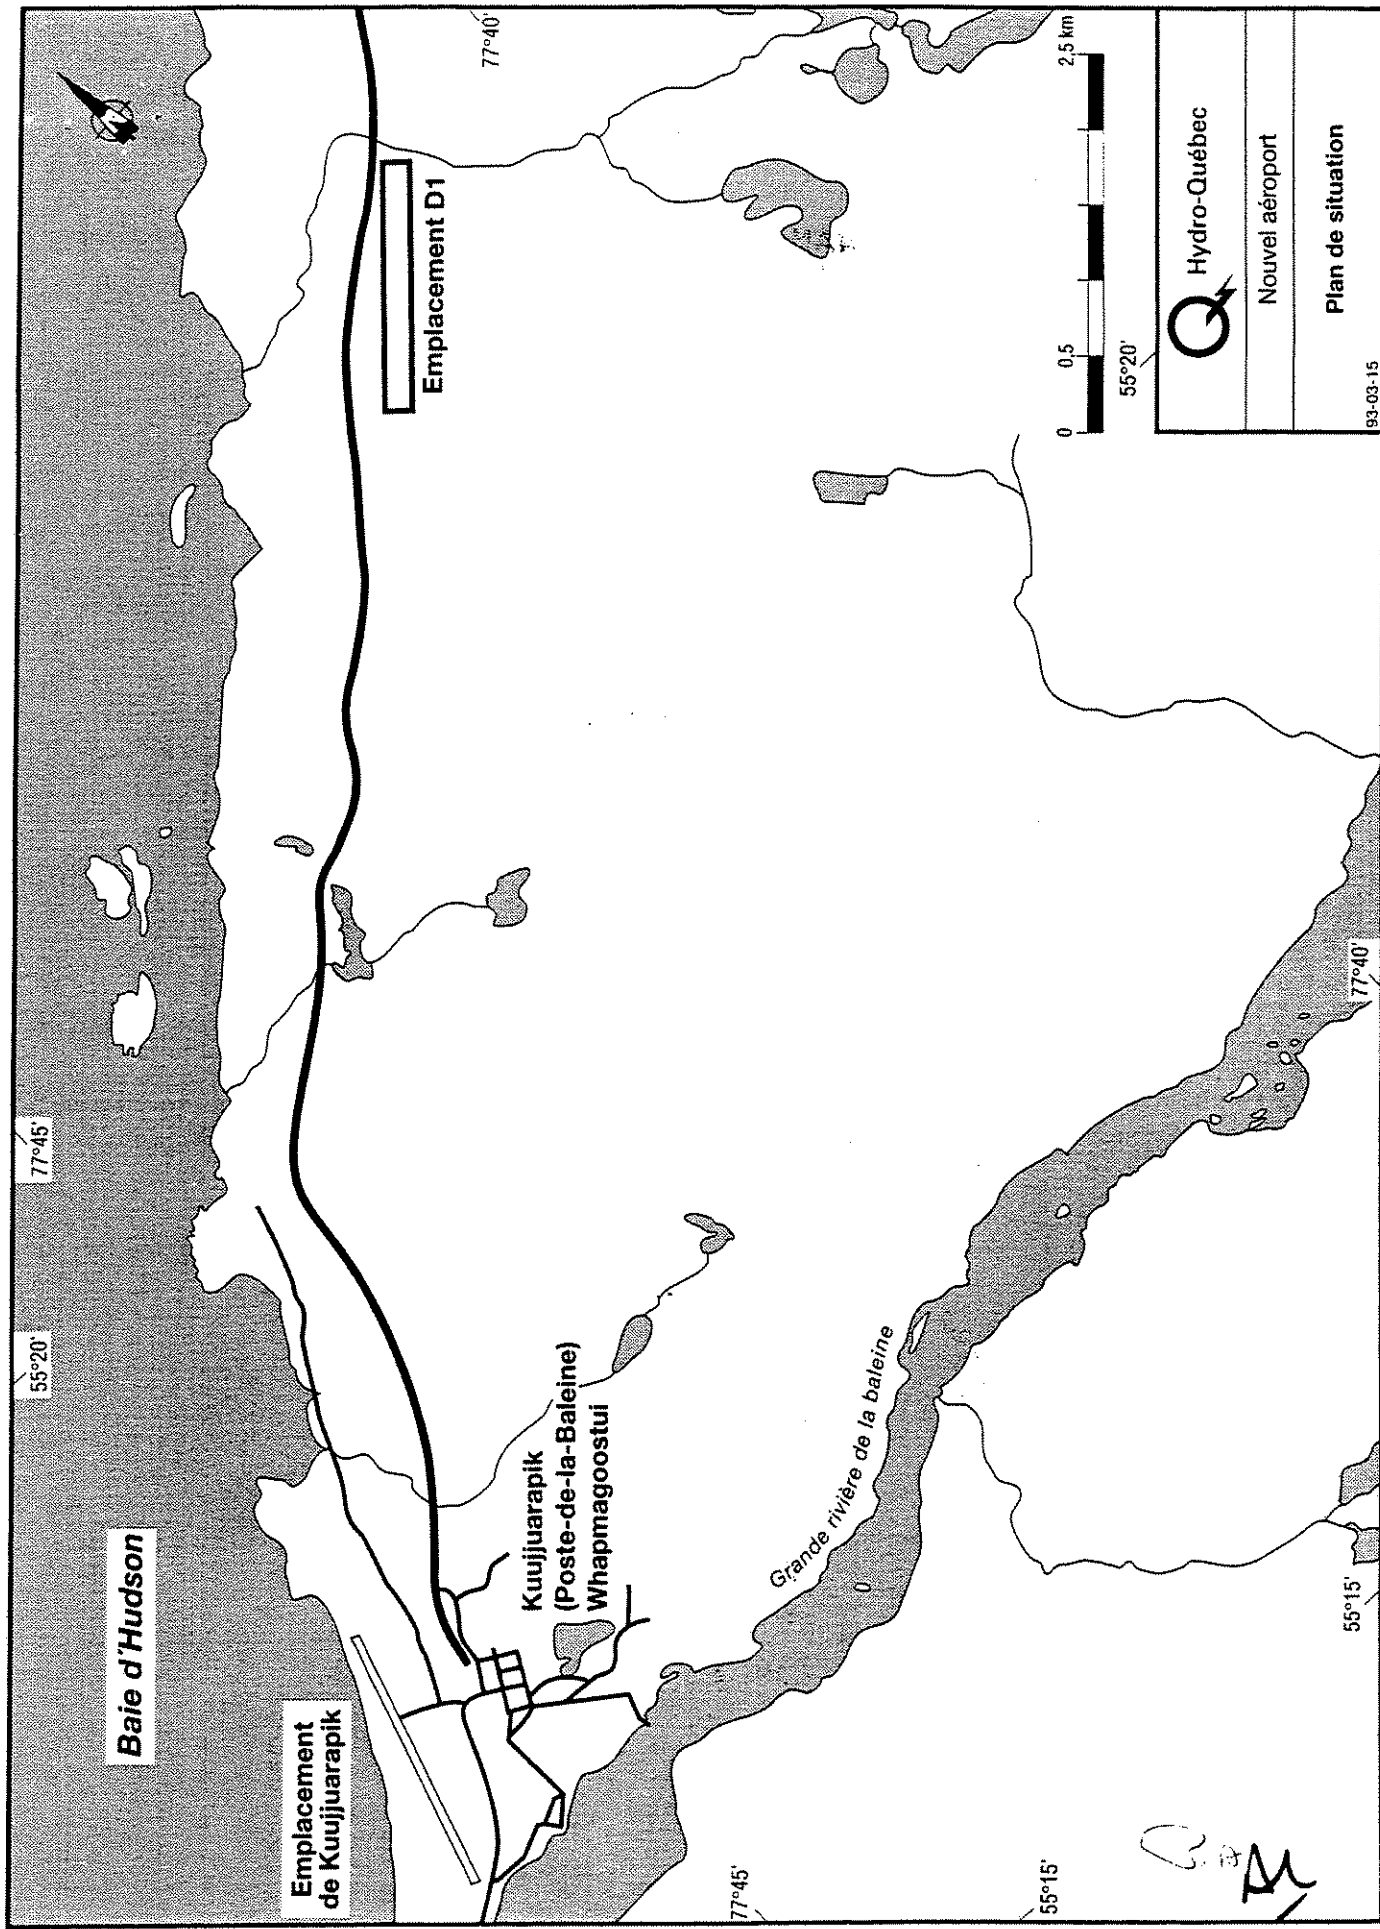 Baie d'Hudson
Emplacement
de Kuujjuarapik
55°20'
77°45'
77°40'
Emplacement D1
Kuujjuarapik
(Poste-de-la-Baleine)
Whapmagoostui
Grande rivière de la baleine
77°45'
55°15'
55°15'
77°40'
0
0.5
2,5 km
55°20'
Hydro-Québec
Nouvel aéroport
Plan de situation
93-03-15